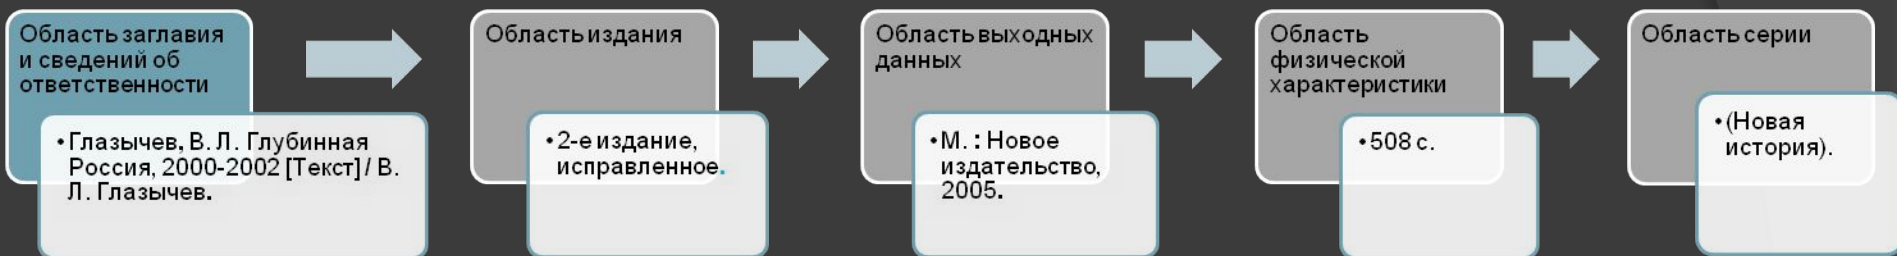 Область заглавия
и сведений об
ответственности
•Глазычев, В. Л. Глубинная
Россия, 2000-2002 [Текст] / В.
Л. Глазычев.
Область издания
•2-е издание,
исправленное.
Область выходных
данных
•М. : Новое
издательство,
2005.
Область
физической
характеристики
•508 с.
Область серии
•(Новая
история).